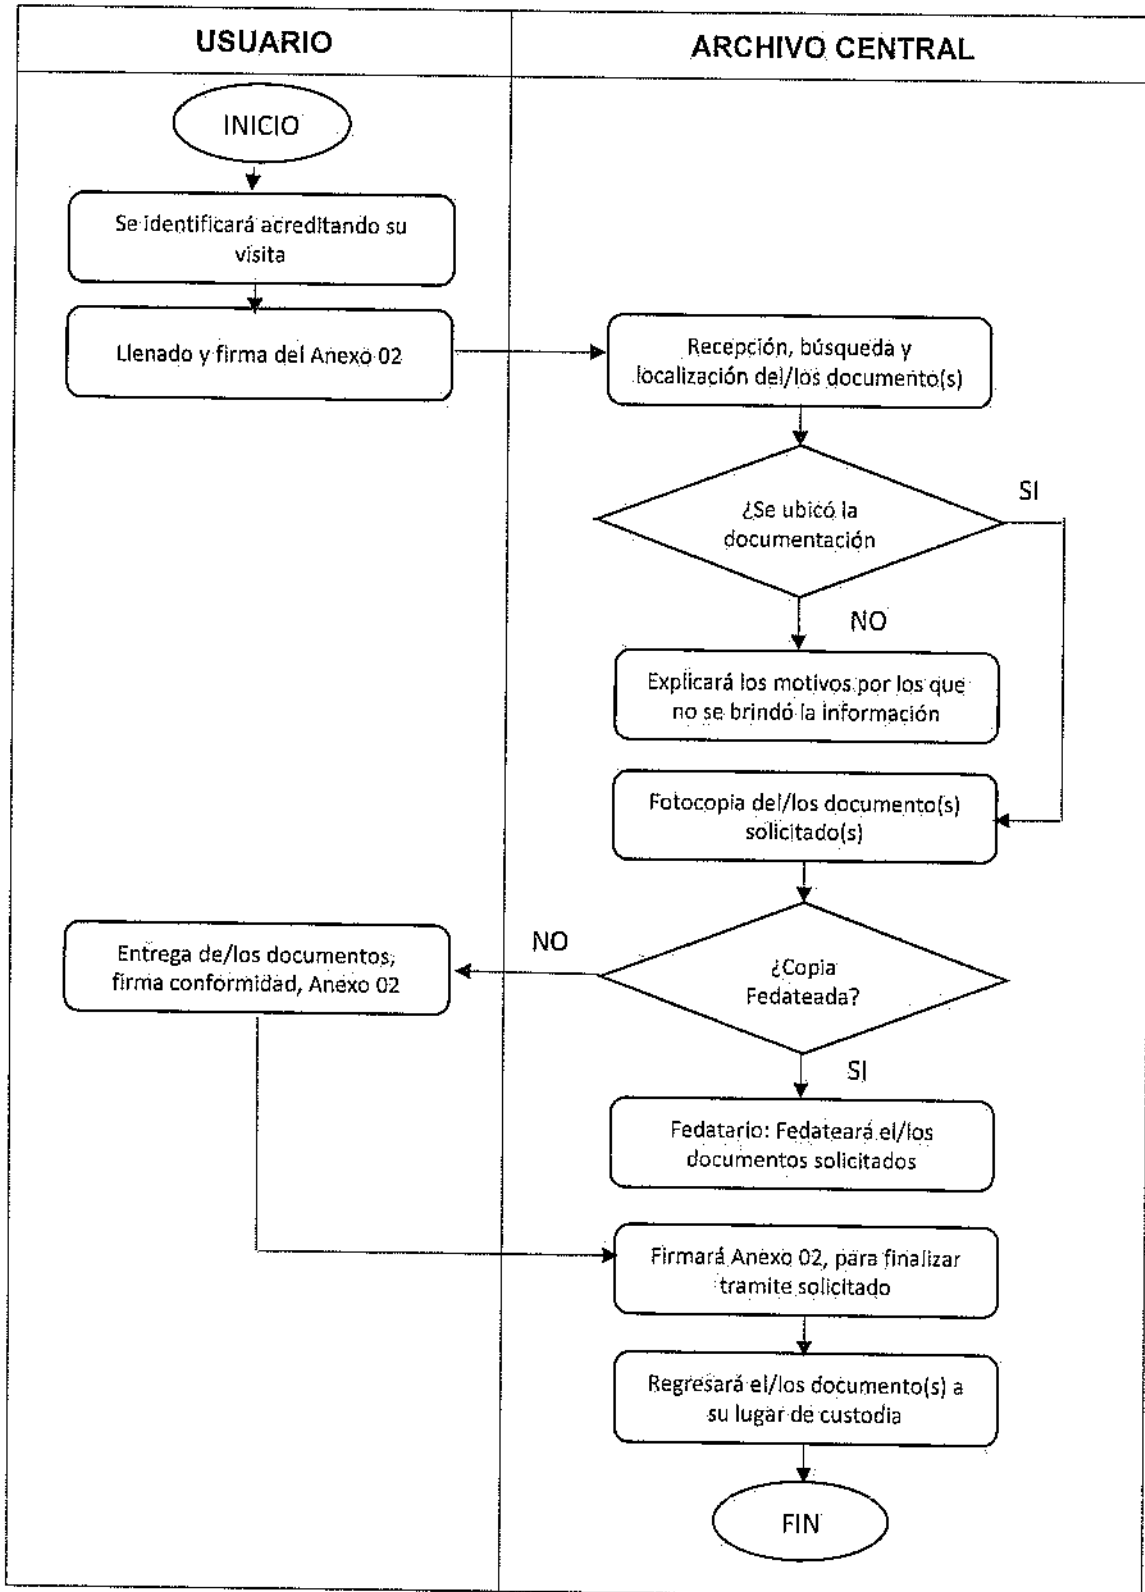 USUARIO
ARCHIVO CENTRAL
INICIO
Se identificará acreditando su
visita
Llenado y firma del Anexo 02
Recepción, búsqueda y
localización del/los documento(s)
¿Se ubicó la
documentación
SI
NO
Explicará los motivos por los que
no se brindó la información
Fotocopia del/los documento(s)
solicitado(s)
¿Copia
Fedateada?
NO
Entrega de/los documentos,
firma conformidad, Anexo 02
SI
Fedatario: Fedateará el/los
documentos solicitados
Firmará Anexo 02, para finalizar
tramite solicitado
Regresará el/los documento(s) a
su lugar de custodia
FIN